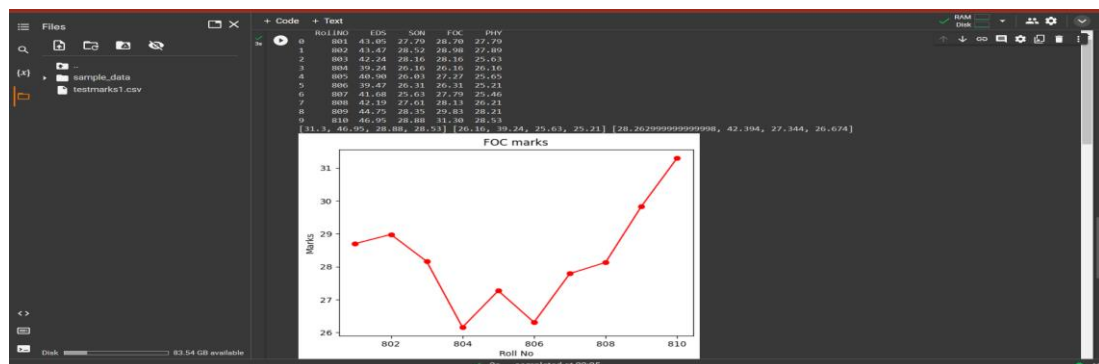 Files
+ Code + Text
RAM
Disk
..
sample_data
testmarks1.csv
{x}
RollNO EDS SON FOC PHY
0 801 43.05 27.79 28.70 27.79
1 802 43.47 28.52 28.98 27.89
2 803 42.24 28.16 28.16 25.63
3 804 39.24 26.16 26.16 26.16
4 805 40.90 26.03 27.27 25.65
5 806 39.47 26.31 26.31 25.21
6 807 41.68 25.63 27.79 25.46
7 808 42.19 27.61 28.13 26.21
8 809 44.75 28.35 29.83 28.21
9 810 46.95 28.88 31.30 28.53
[31.3, 46.95, 28.88, 28.53] [26.16, 39.24, 25.63, 25.21] [28.262999999999998, 42.394, 27.344, 26.674]
FOC marks
31
30
29
28
27
26
Marks
802 804 806 808 810
Roll No
Disk 83.54 GB available